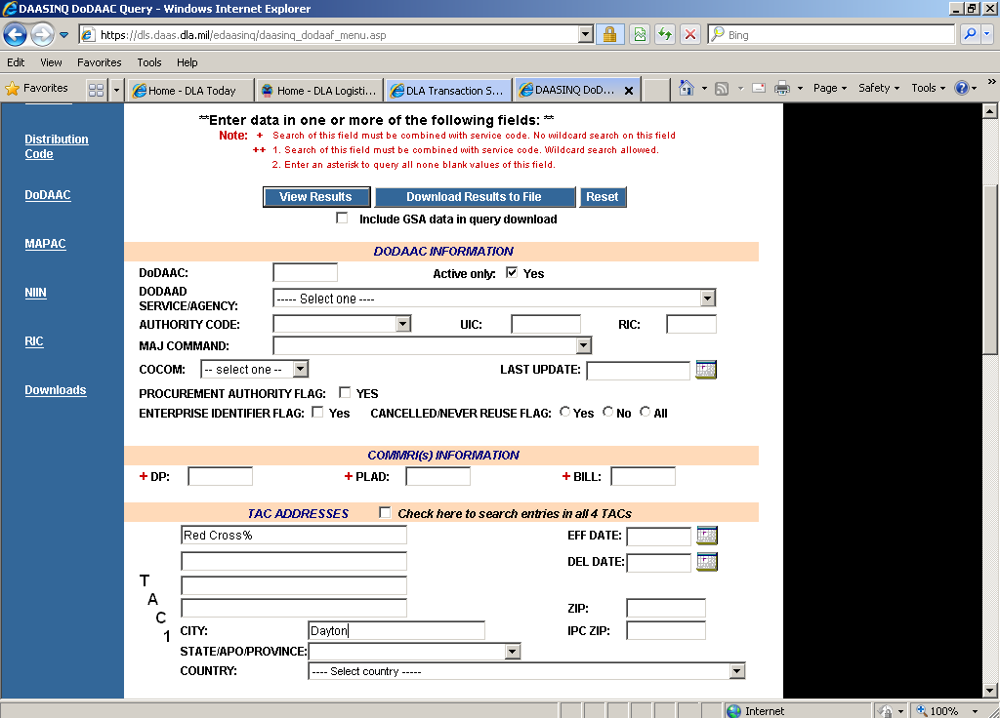 DAASINQ DoDAAC Query - Windows Internet Explorer
https://dls.daas.dla.mil/edaasinq/daasinq_dodaaf_menu.asp
Bing
Edit View Favorites Tools Help
Favorites
Home - DLA Today
Home - DLA Logisti...
DLA Transaction S...
DAASINQ DoD...
Page Safety Tools
Distribution
Code
DoDAAC
MAPAC
NIIN
RIC
Downloads
**Enter data in one or more of the following fields: **
Note: + Search of this field must be combined with service code. No wildcard search on this field
++ 1. Search of this field must be combined with service code. Wildcard search allowed.
2. Enter an asterisk to query all none blank values of this field.
View Results Download Results to File Reset
Include GSA data in query download
DODAAC INFORMATION
DoDAAC: Active only: Yes
DODAAD
SERVICE/AGENCY: ----- Select one ----
AUTHORITY CODE: UIC: RIC:
MAJ COMMAND:
COCOM: -- select one -- LAST UPDATE:
PROCUREMENT AUTHORITY FLAG: YES
ENTERPRISE IDENTIFIER FLAG: Yes CANCELLED/NEVER REUSE FLAG: Yes No All
COMMRI(s) INFORMATION
+ DP: + PLAD: + BILL:
TAC ADDRESSES Check here to search entries in all 4 TACs
Red Cross% EFF DATE:
DEL DATE:
TAC1
ZIP:
CITY: Dayton IPC ZIP:
STATE/APO/PROVINCE:
COUNTRY: ---- Select country -----
Internet 100%